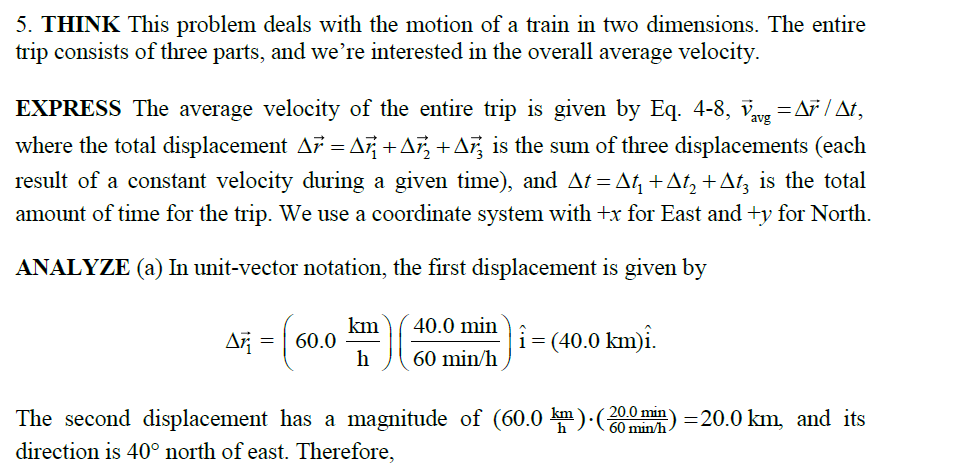 5. THINK This problem deals with the motion of a train in two dimensions. The entire
trip consists of three parts, and we’re interested in the overall average velocity.
EXPRESS The average velocity of the entire trip is given by Eq. 4-8, v⃗avg = Δr⃗ / Δt,
where the total displacement Δr⃗ = Δr⃗₁ + Δr⃗₂ + Δr⃗₃ is the sum of three displacements (each
result of a constant velocity during a given time), and Δt = Δt₁ + Δt₂ + Δt₃ is the total
amount of time for the trip. We use a coordinate system with +x for East and +y for North.
ANALYZE (a) In unit-vector notation, the first displacement is given by
Δr⃗₁ = (60.0 km/h) (40.0 min / 60 min/h) î = (40.0 km)î.
The second displacement has a magnitude of (60.0 km/h)·(20.0 min / 60 min/h) = 20.0 km, and its
direction is 40° north of east. Therefore,